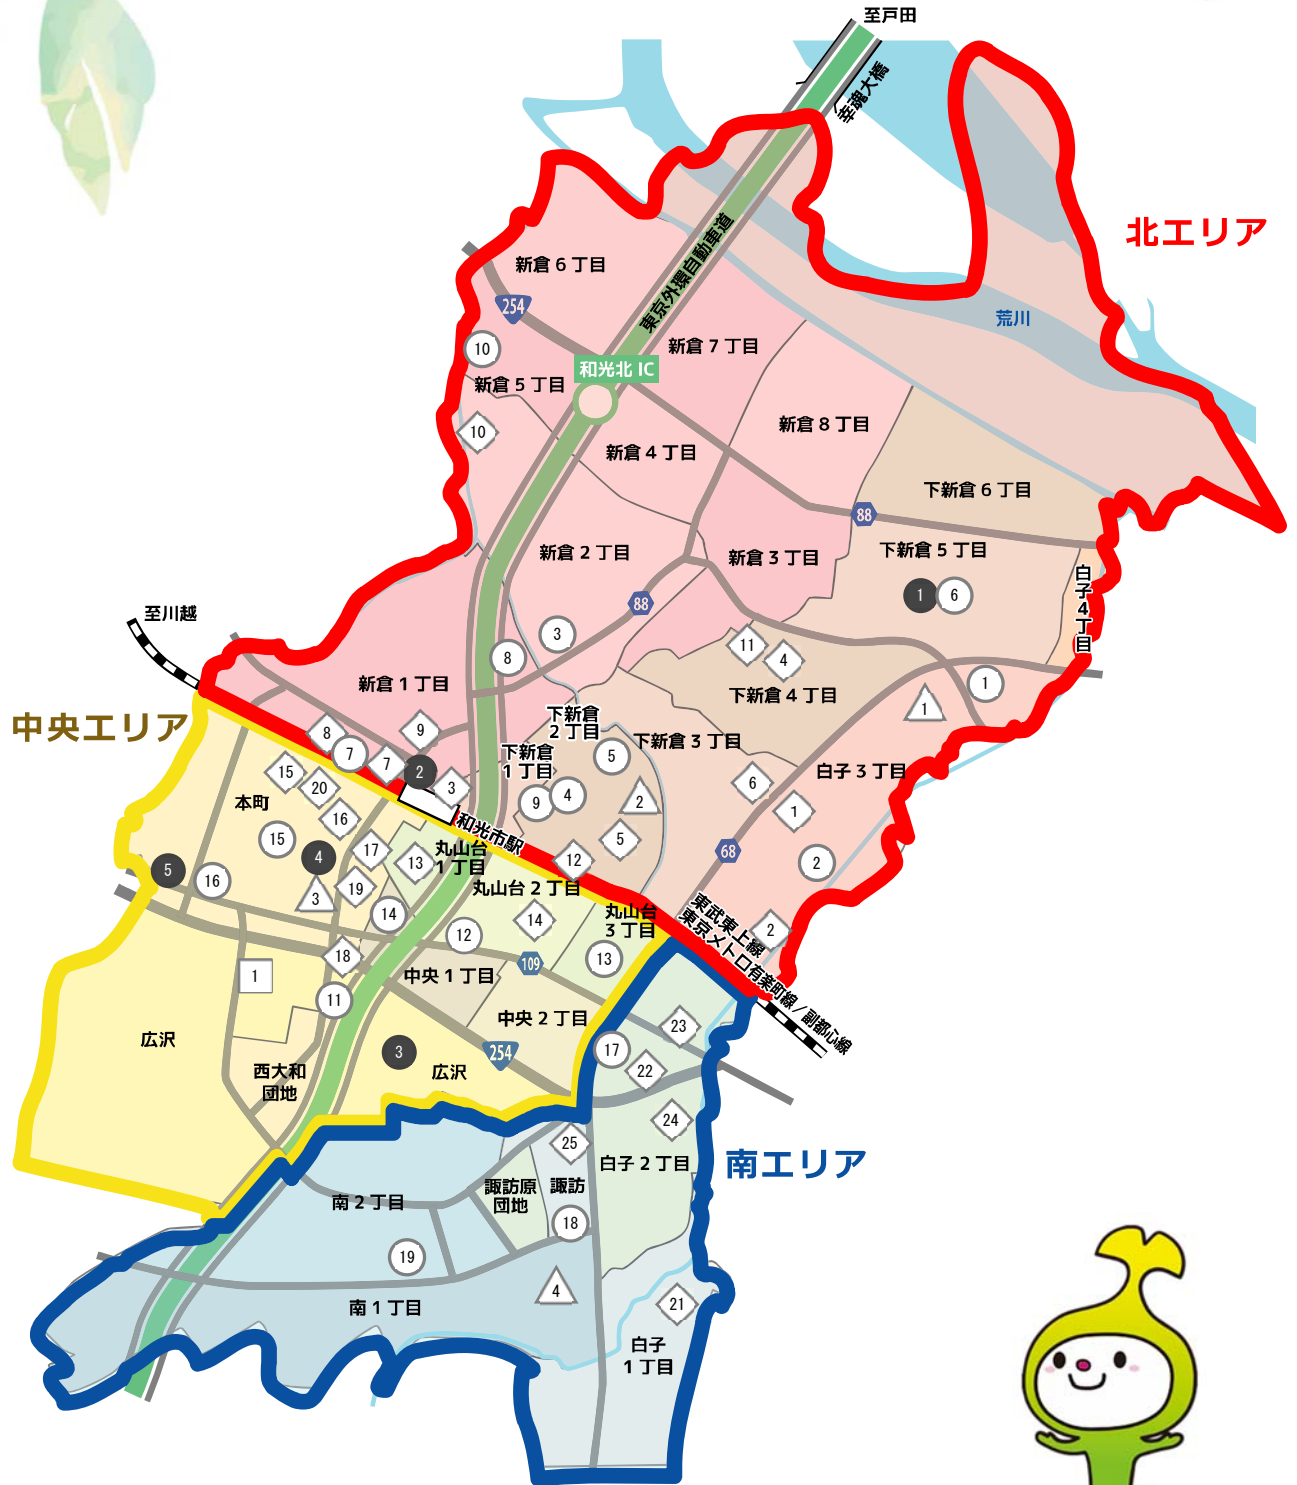 至戸田
幸魂大橋
北エリア
東京外環自動車道
新倉6丁目
254
荒川
10
新倉7丁目
和光北IC
新倉5丁目
新倉8丁目
10
新倉4丁目
下新倉6丁目
88
新倉2丁目
新倉3丁目
下新倉5丁目
白子4丁目
1
6
88
至川越
3
11
4
8
新倉1丁目
下新倉4丁目
1
1
中央エリア
下新倉
2丁目
8
9
7
下新倉3丁目
下新倉
1丁目
5
7
2
3
白子3丁目
15
20
6
本町
9
4
2
1
16
和光市駅
15
4
17
13
丸山台
1丁目
5
12
68
2
5
16
3
19
丸山台2丁目
14
14
丸山台
3丁目
12
2
東武東上線
東京メトロ有楽町線/副都心線
18
109
13
1
中央1丁目
11
中央2丁目
23
広沢
3
254
17
22
西大和
団地
広沢
24
25
白子2丁目
南エリア
諏訪原
団地
諏訪
南2丁目
18
19
4
21
南1丁目
白子
1丁目